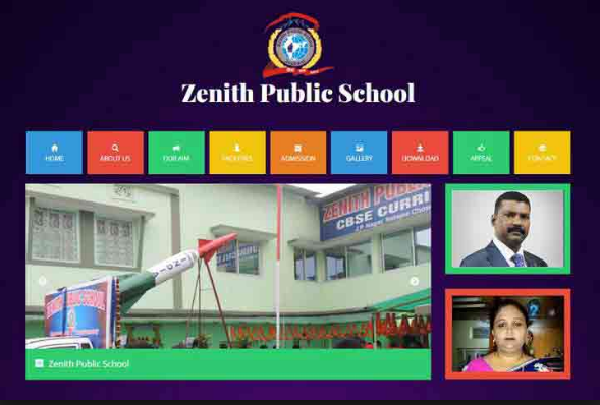 Zenith Public School
HOME
ABOUT US
OUR AIM
FACILITIES
ADMISSION
GALLERY
DOWNLOAD
APPEAL
CONTACT
ZENITH PUBLIC
CBSE CURRI
Zenith Public School